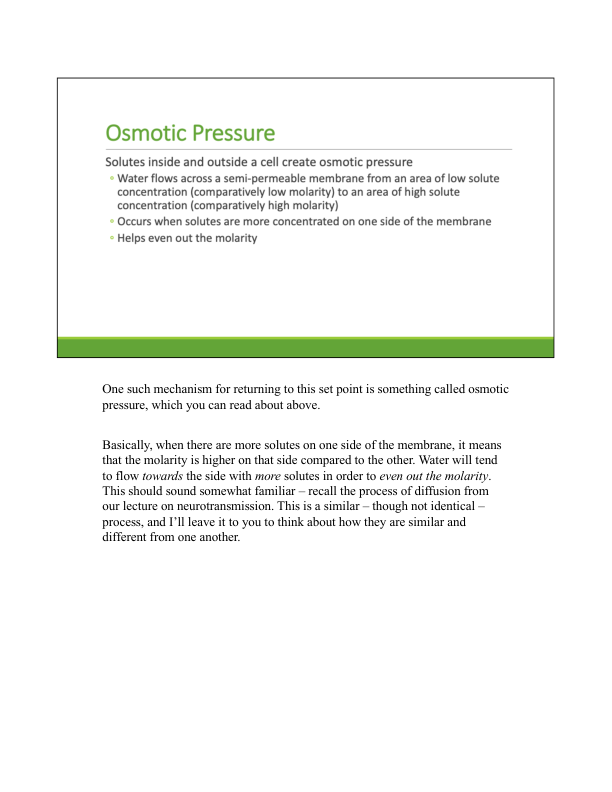 Osmotic Pressure
Solutes inside and outside a cell create osmotic pressure
• Water flows across a semi-permeable membrane from an area of low solute
concentration (comparatively low molarity) to an area of high solute
concentration (comparatively high molarity)
• Occurs when solutes are more concentrated on one side of the membrane
• Helps even out the molarity
One such mechanism for returning to this set point is something called osmotic
pressure, which you can read about above.
Basically, when there are more solutes on one side of the membrane, it means
that the molarity is higher on that side compared to the other. Water will tend
to flow towards the side with more solutes in order to even out the molarity.
This should sound somewhat familiar – recall the process of diffusion from
our lecture on neurotransmission. This is a similar – though not identical –
process, and I’ll leave it to you to think about how they are similar and
different from one another.